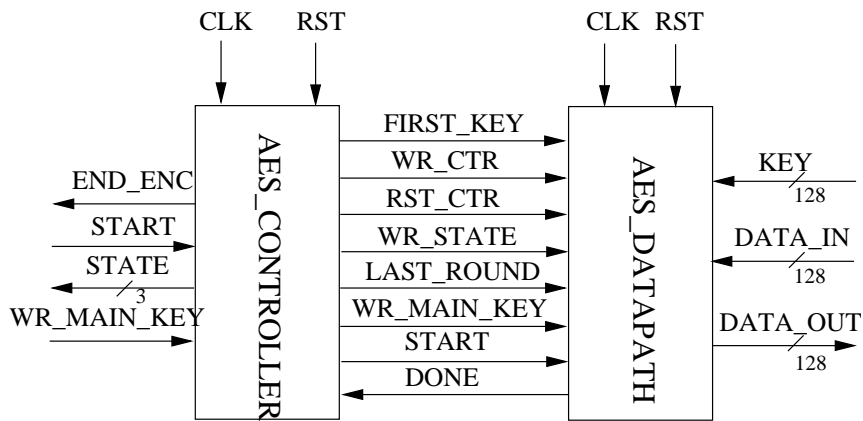 CLK
RST
CLK
RST
AES_CONTROLLER
AES_DATAPATH
END_ENC
START
STATE
3
WR_MAIN_KEY
FIRST_KEY
WR_CTR
RST_CTR
WR_STATE
LAST_ROUND
WR_MAIN_KEY
START
DONE
KEY
128
DATA_IN
128
DATA_OUT
128